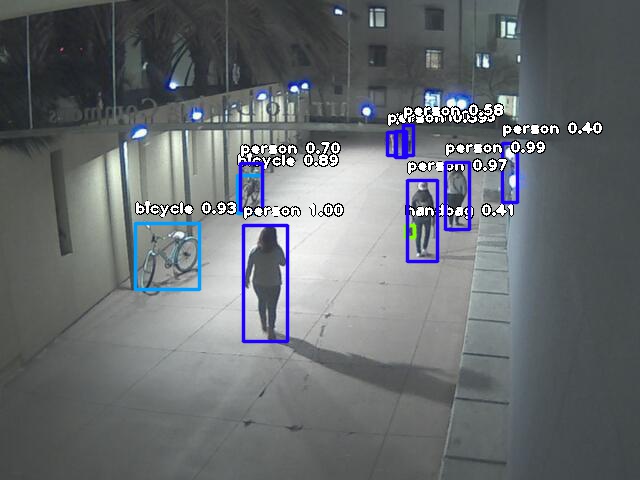 person 0.58
person 0.40
person 0.99
person 0.70
bicycle 0.89
person 0.97
bicycle 0.93
person 1.00
handbag 0.41